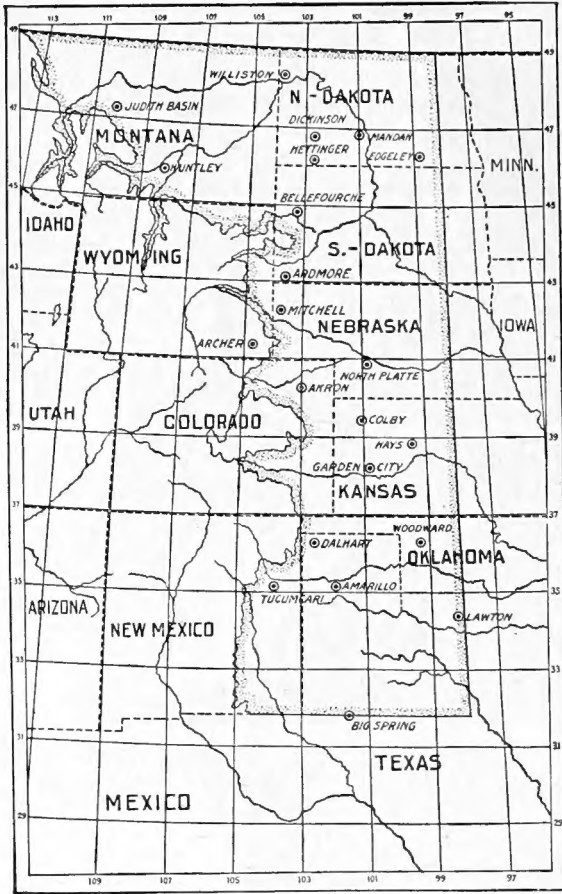 113 111 109 107 105 103 101 99 97 95
49 49
WILLISTON
N.-DAKOTA
47 JUDITH BASIN DICKINSON 47
MONTANA MANDAN
HETTINGER EDGELEY
HUNTLEY MINN.
45 BELLEFOURCHE 45
IDAHO
WYOMING S.-DAKOTA
43 ARDMORE 43
MITCHELL
NEBRASKA IOWA
ARCHER
41 NORTH PLATTE 41
AKRON
UTAH COLORADO COLBY
39 HAYS 39
GARDEN CITY
KANSAS
37 37
WOODWARD
DALHART OKLAHOMA
35 35
ARIZONA TUCUMCARI AMARILLO
LAWTON
NEW MEXICO
33 33
31 BIG SPRING 31
TEXAS
MEXICO
29 29
109 107 105 103 101 99 97